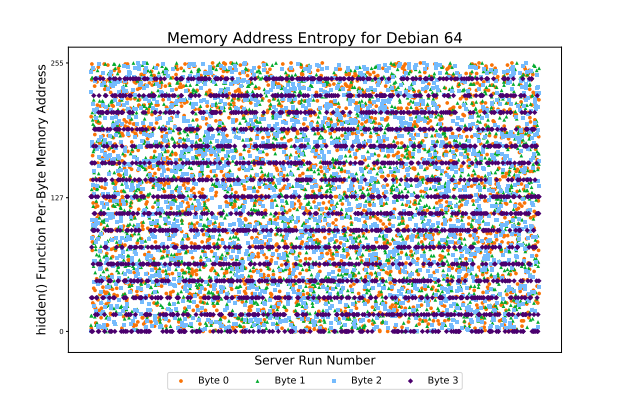 Memory Address Entropy for Debian 64
hidden() Function Per-Byte Memory Address
255
127
0
Server Run Number
Byte 0 Byte 1 Byte 2 Byte 3